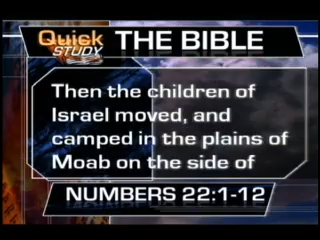 Quick STUDY THE BIBLE
Then the children of
Israel moved, and
camped in the plains of
Moab on the side of
NUMBERS 22:1-12